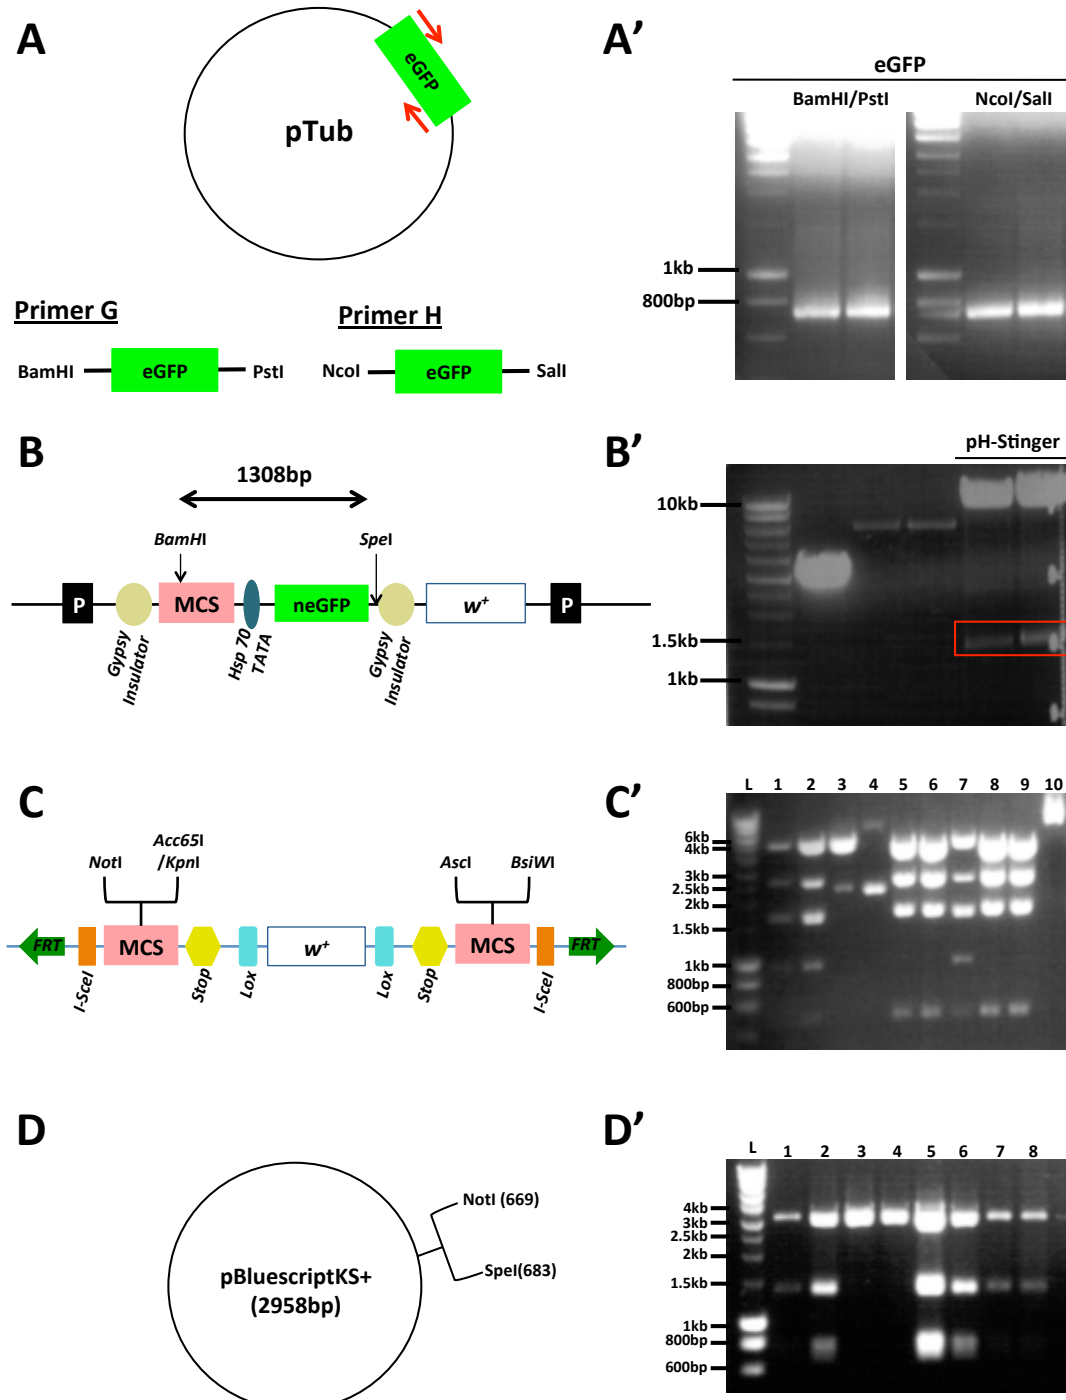 A
eGFP
pTub
Primer G
BamHI
eGFP
PstI
Primer H
NcoI
eGFP
SalI
A'
eGFP
BamHI/PstI
NcoI/SalI
1kb
800bp
B
1308bp
BamHI
SpeI
P
MCS
neGFP
w+
P
Gypsy
Insulator
Hsp 70
TATA
Gypsy
Insulator
B'
pH-Stinger
10kb
1.5kb
1kb
C
NotI
Acc65I
/KpnI
AscI
BsiWI
FRT
MCS
w+
MCS
FRT
I-SceI
Stop
Lox
Lox
Stop
I-SceI
C'
L 1 2 3 4 5 6 7 8 9 10
6kb
4kb
3kb
2.5kb
2kb
1.5kb
1kb
800bp
600bp
D
NotI (669)
SpeI(683)
pBluescriptKS+
(2958bp)
D'
L 1 2 3 4 5 6 7 8
4kb
3kb
2.5kb
2kb
1.5kb
1kb
800bp
600bp